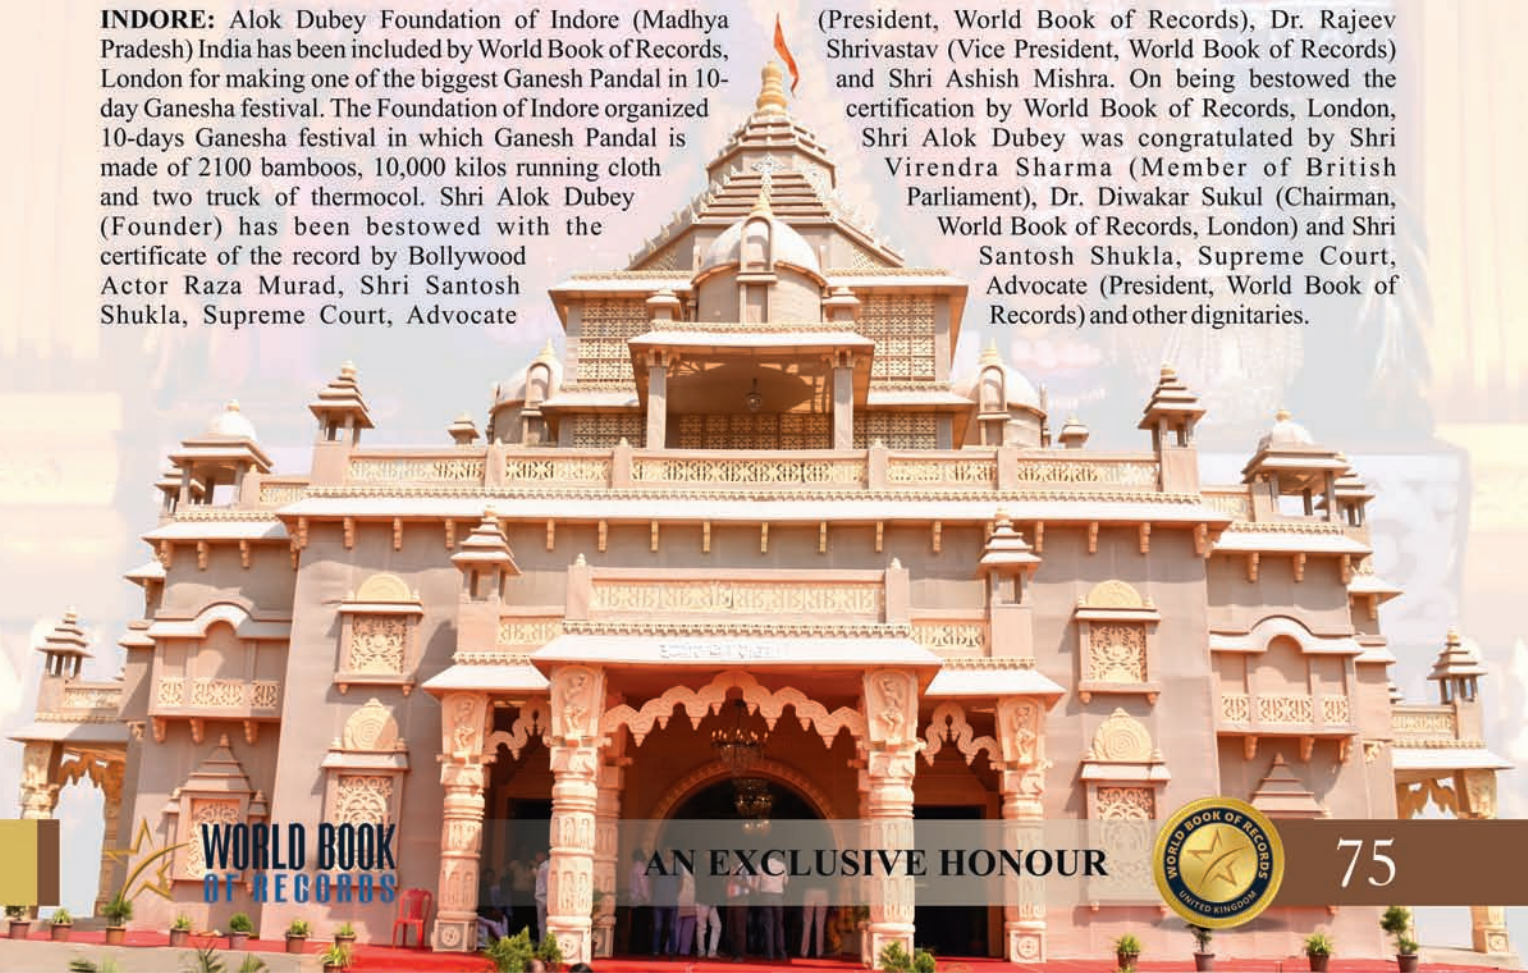 INDORE: Alok Dubey Foundation of Indore (Madhya
Pradesh) India has been included by World Book of Records,
London for making one of the biggest Ganesh Pandal in 10-
day Ganesha festival. The Foundation of Indore organized
10-days Ganesha festival in which Ganesh Pandal is
made of 2100 bamboos, 10,000 kilos running cloth
and two truck of thermocol. Shri Alok Dubey
(Founder) has been bestowed with the
certificate of the record by Bollywood
Actor Raza Murad, Shri Santosh
Shukla, Supreme Court, Advocate
(President, World Book of Records), Dr. Rajeev
Shrivastav (Vice President, World Book of Records)
and Shri Ashish Mishra. On being bestowed the
certification by World Book of Records, London,
Shri Alok Dubey was congratulated by Shri
Virendra Sharma (Member of British
Parliament), Dr. Diwakar Sukul (Chairman,
World Book of Records, London) and Shri
Santosh Shukla, Supreme Court,
Advocate (President, World Book of
Records) and other dignitaries.
WORLD BOOK
OF RECORDS
AN EXCLUSIVE HONOUR
WORLD BOOK OF RECORDS
UNITED KINGDOM
75